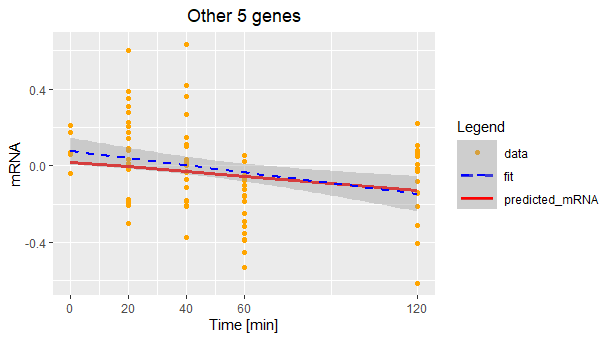 Other 5 genes
mRNA
0.4
0.0
-0.4
0 20 40 60 120
Time [min]
Legend
data
fit
predicted_mRNA